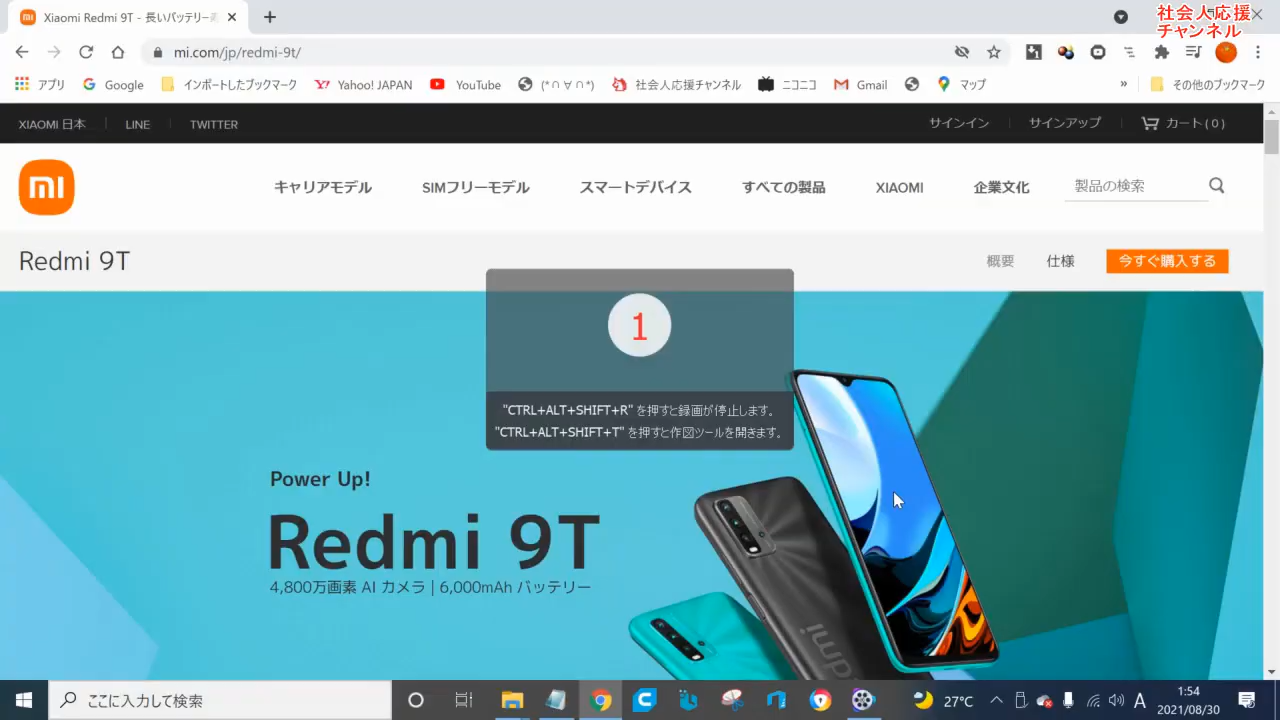 Xiaomi Redmi 9T - 長いバッテリー
社会人応援
チャンネル
mi.com/jp/redmi-9t/
アプリ
Google
インポートしたブックマーク
Yahoo! JAPAN
YouTube
(*∩∀∩*)
社会人応援チャンネル
ニコニコ
Gmail
マップ
»
その他のブックマーク
XIAOMI 日本
LINE
TWITTER
サインイン
サインアップ
カート ( 0 )
mi
キャリアモデル
SIMフリーモデル
スマートデバイス
すべての製品
XIAOMI
企業文化
製品の検索
Redmi 9T
概要
仕様
今すぐ購入する
1
"CTRL+ALT+SHIFT+R" を押すと録画が停止します。
"CTRL+ALT+SHIFT+T" を押すと作図ツールを開きます。
Power Up!
Redmi 9T
4,800万画素 AI カメラ | 6,000mAh バッテリー
ここに入力して検索
27°C
A
1:54
2021/08/30